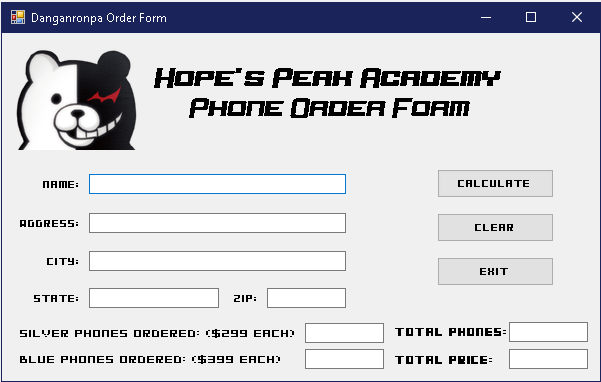 Danganronpa Order Form
Hope's Peak Academy
Phone Order Form
NAME:
CALCULATE
ADDRESS:
CLEAR
CITY:
EXIT
STATE: ZIP:
SILVER PHONES ORDERED: ($299 EACH) TOTAL PHONES:
BLUE PHONES ORDERED: ($399 EACH) TOTAL PRICE: